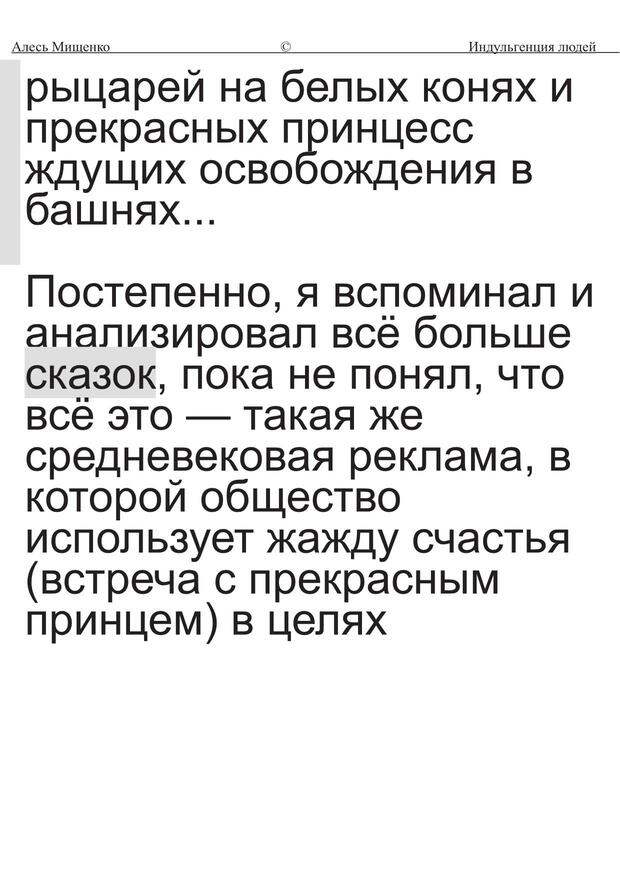 Алесь Мищенко © Индульгенция людей
рыцарей на белых конях и
прекрасных принцесс
ждущих освобождения в
башнях...
Постепенно, я вспоминал и
анализировал всё больше
сказок, пока не понял, что
всё это — такая же
средневековая реклама, в
которой общество
использует жажду счастья
(встреча с прекрасным
принцем) в целях